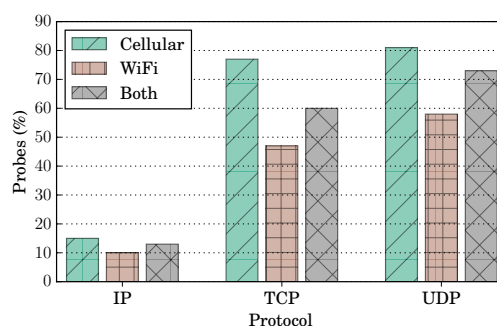 90
80
70
60
50
40
30
20
10
0
Probes (%)
Cellular
WiFi
Both
IP TCP UDP
Protocol